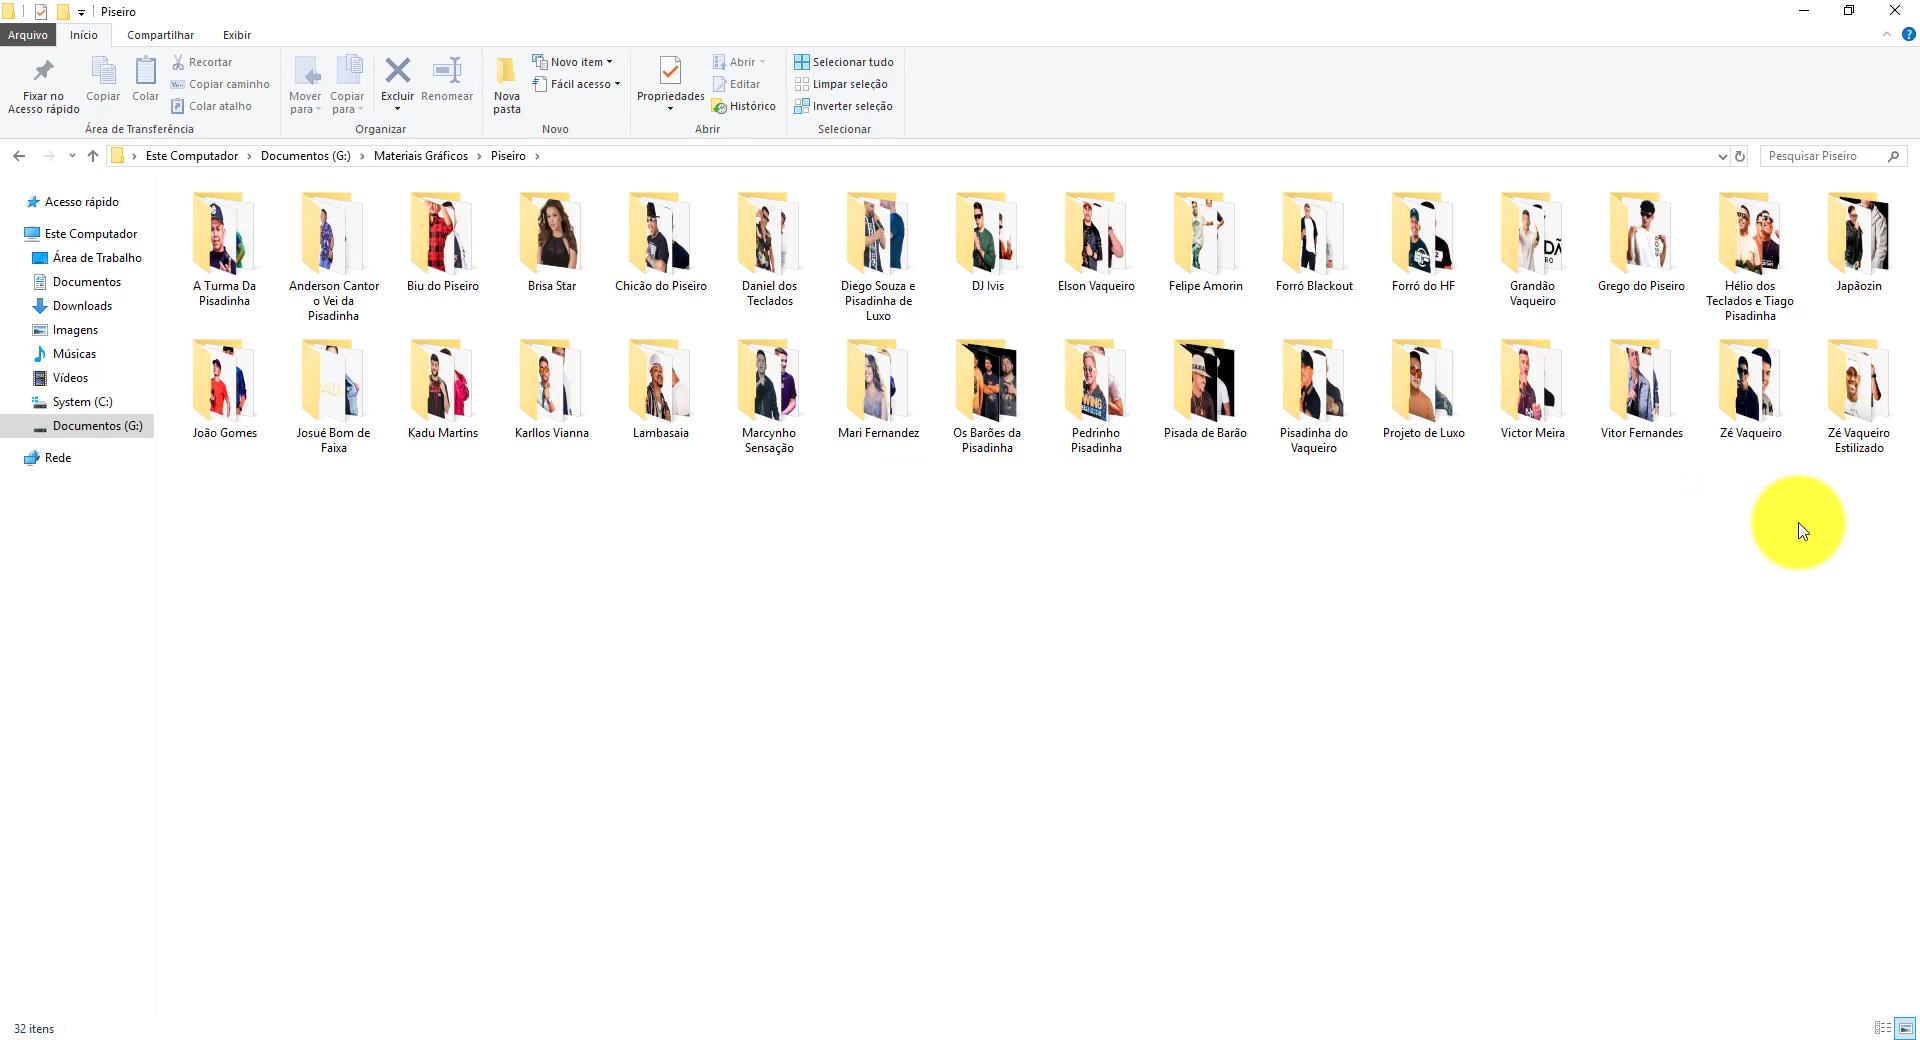 Piseiro
Arquivo Início Compartilhar Exibir
Fixar no
Acesso rápido
Copiar
Colar
Recortar
Copiar caminho
Colar atalho
Área de Transferência
Mover
para
Copiar
para
Excluir
Renomear
Organizar
Nova
pasta
Novo item
Fácil acesso
Novo
Propriedades
Abrir
Editar
Histórico
Abrir
Selecionar tudo
Limpar seleção
Inverter seleção
Selecionar
Este Computador Documentos (G:) Materiais Gráficos Piseiro
Pesquisar Piseiro
Acesso rápido
Este Computador
Área de Trabalho
Documentos
Downloads
Imagens
Músicas
Vídeos
System (C:)
Documentos (G:)
Rede
A Turma Da
Pisadinha
Anderson Cantor
o Vei da
Pisadinha
Biu do Piseiro
Brisa Star
Chicão do Piseiro
Daniel dos
Teclados
Diego Souza e
Pisadinha de
Luxo
DJ Ivis
Elson Vaqueiro
Felipe Amorin
Forró Blackout
Forró do HF
Grandão
Vaqueiro
Grego do Piseiro
Hélio dos
Teclados e Tiago
Pisadinha
Japãozin
João Gomes
Josué Bom de
Faixa
Kadu Martins
Karllos Vianna
Lambasaia
Marcynho
Sensação
Mari Fernandez
Os Barões da
Pisadinha
Pedrinho
Pisadinha
Pisada de Barão
Pisadinha do
Vaqueiro
Projeto de Luxo
Victor Meira
Vitor Fernandes
Zé Vaqueiro
Zé Vaqueiro
Estilizado
32 itens